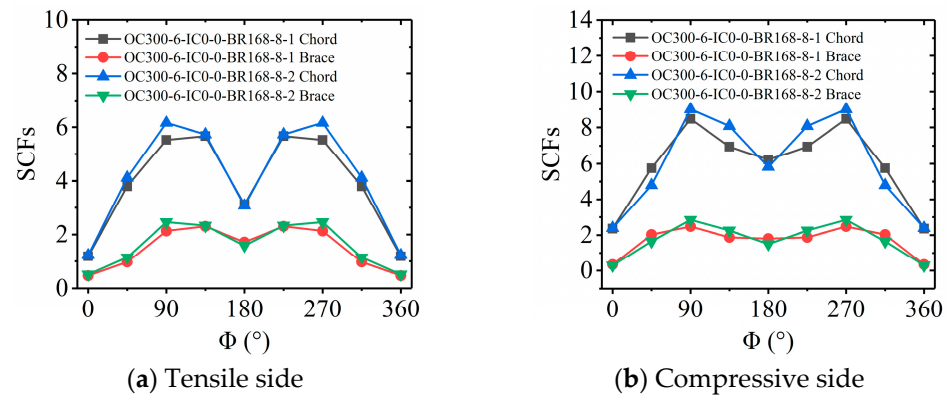 10
8
6
4
2
0
SCFs
OC300-6-IC0-0-BR168-8-1 Chord
OC300-6-IC0-0-BR168-8-1 Brace
OC300-6-IC0-0-BR168-8-2 Chord
OC300-6-IC0-0-BR168-8-2 Brace
0 90 180 270 360
Φ (°)
(a) Tensile side
14
12
10
8
6
4
2
0
SCFs
OC300-6-IC0-0-BR168-8-1 Chord
OC300-6-IC0-0-BR168-8-1 Brace
OC300-6-IC0-0-BR168-8-2 Chord
OC300-6-IC0-0-BR168-8-2 Brace
0 90 180 270 360
Φ (°)
(b) Compressive side